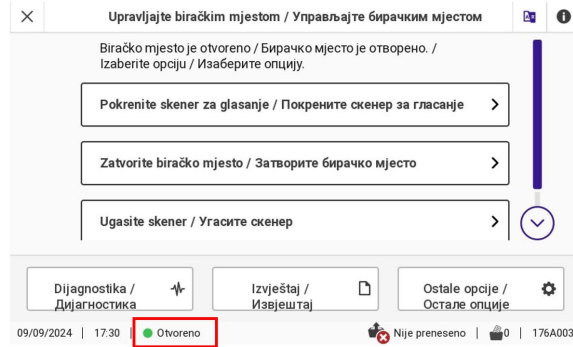 Upravljajte biračkim mjestom / Управљајте бирачким мјестом
Biračko mjesto je otvoreno / Бирачко мјесто је отворено. /
Izaberite opciju / Изаберите опцију.
Pokrenite skener za glasanje / Покрените скенер за гласање
Zatvorite biračko mjesto / Затворите бирачко мјесто
Ugasite skener / Угасите скенер
Dijagnostika /
Дијагностика
Izvještaj /
Извјештај
Ostale opcije /
Остале опције
09/09/2024 | 17:30 | Otvoreno Nije preneseno | 0 | 176A003